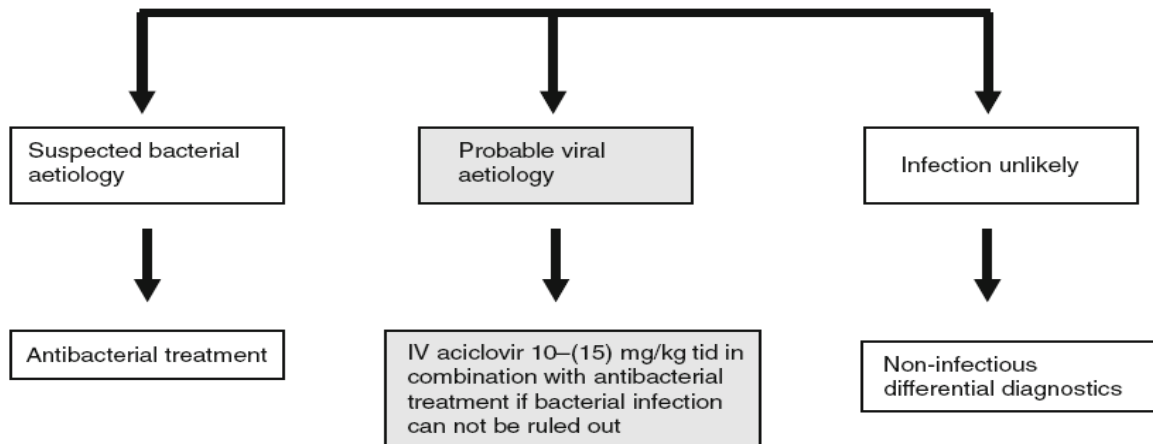 Suspected bacterial
aetiology
Probable viral
aetiology
Infection unlikely
Antibacterial treatment
IV aciclovir 10–(15) mg/kg tid in
combination with antibacterial
treatment if bacterial infection
can not be ruled out
Non-infectious
differential diagnostics